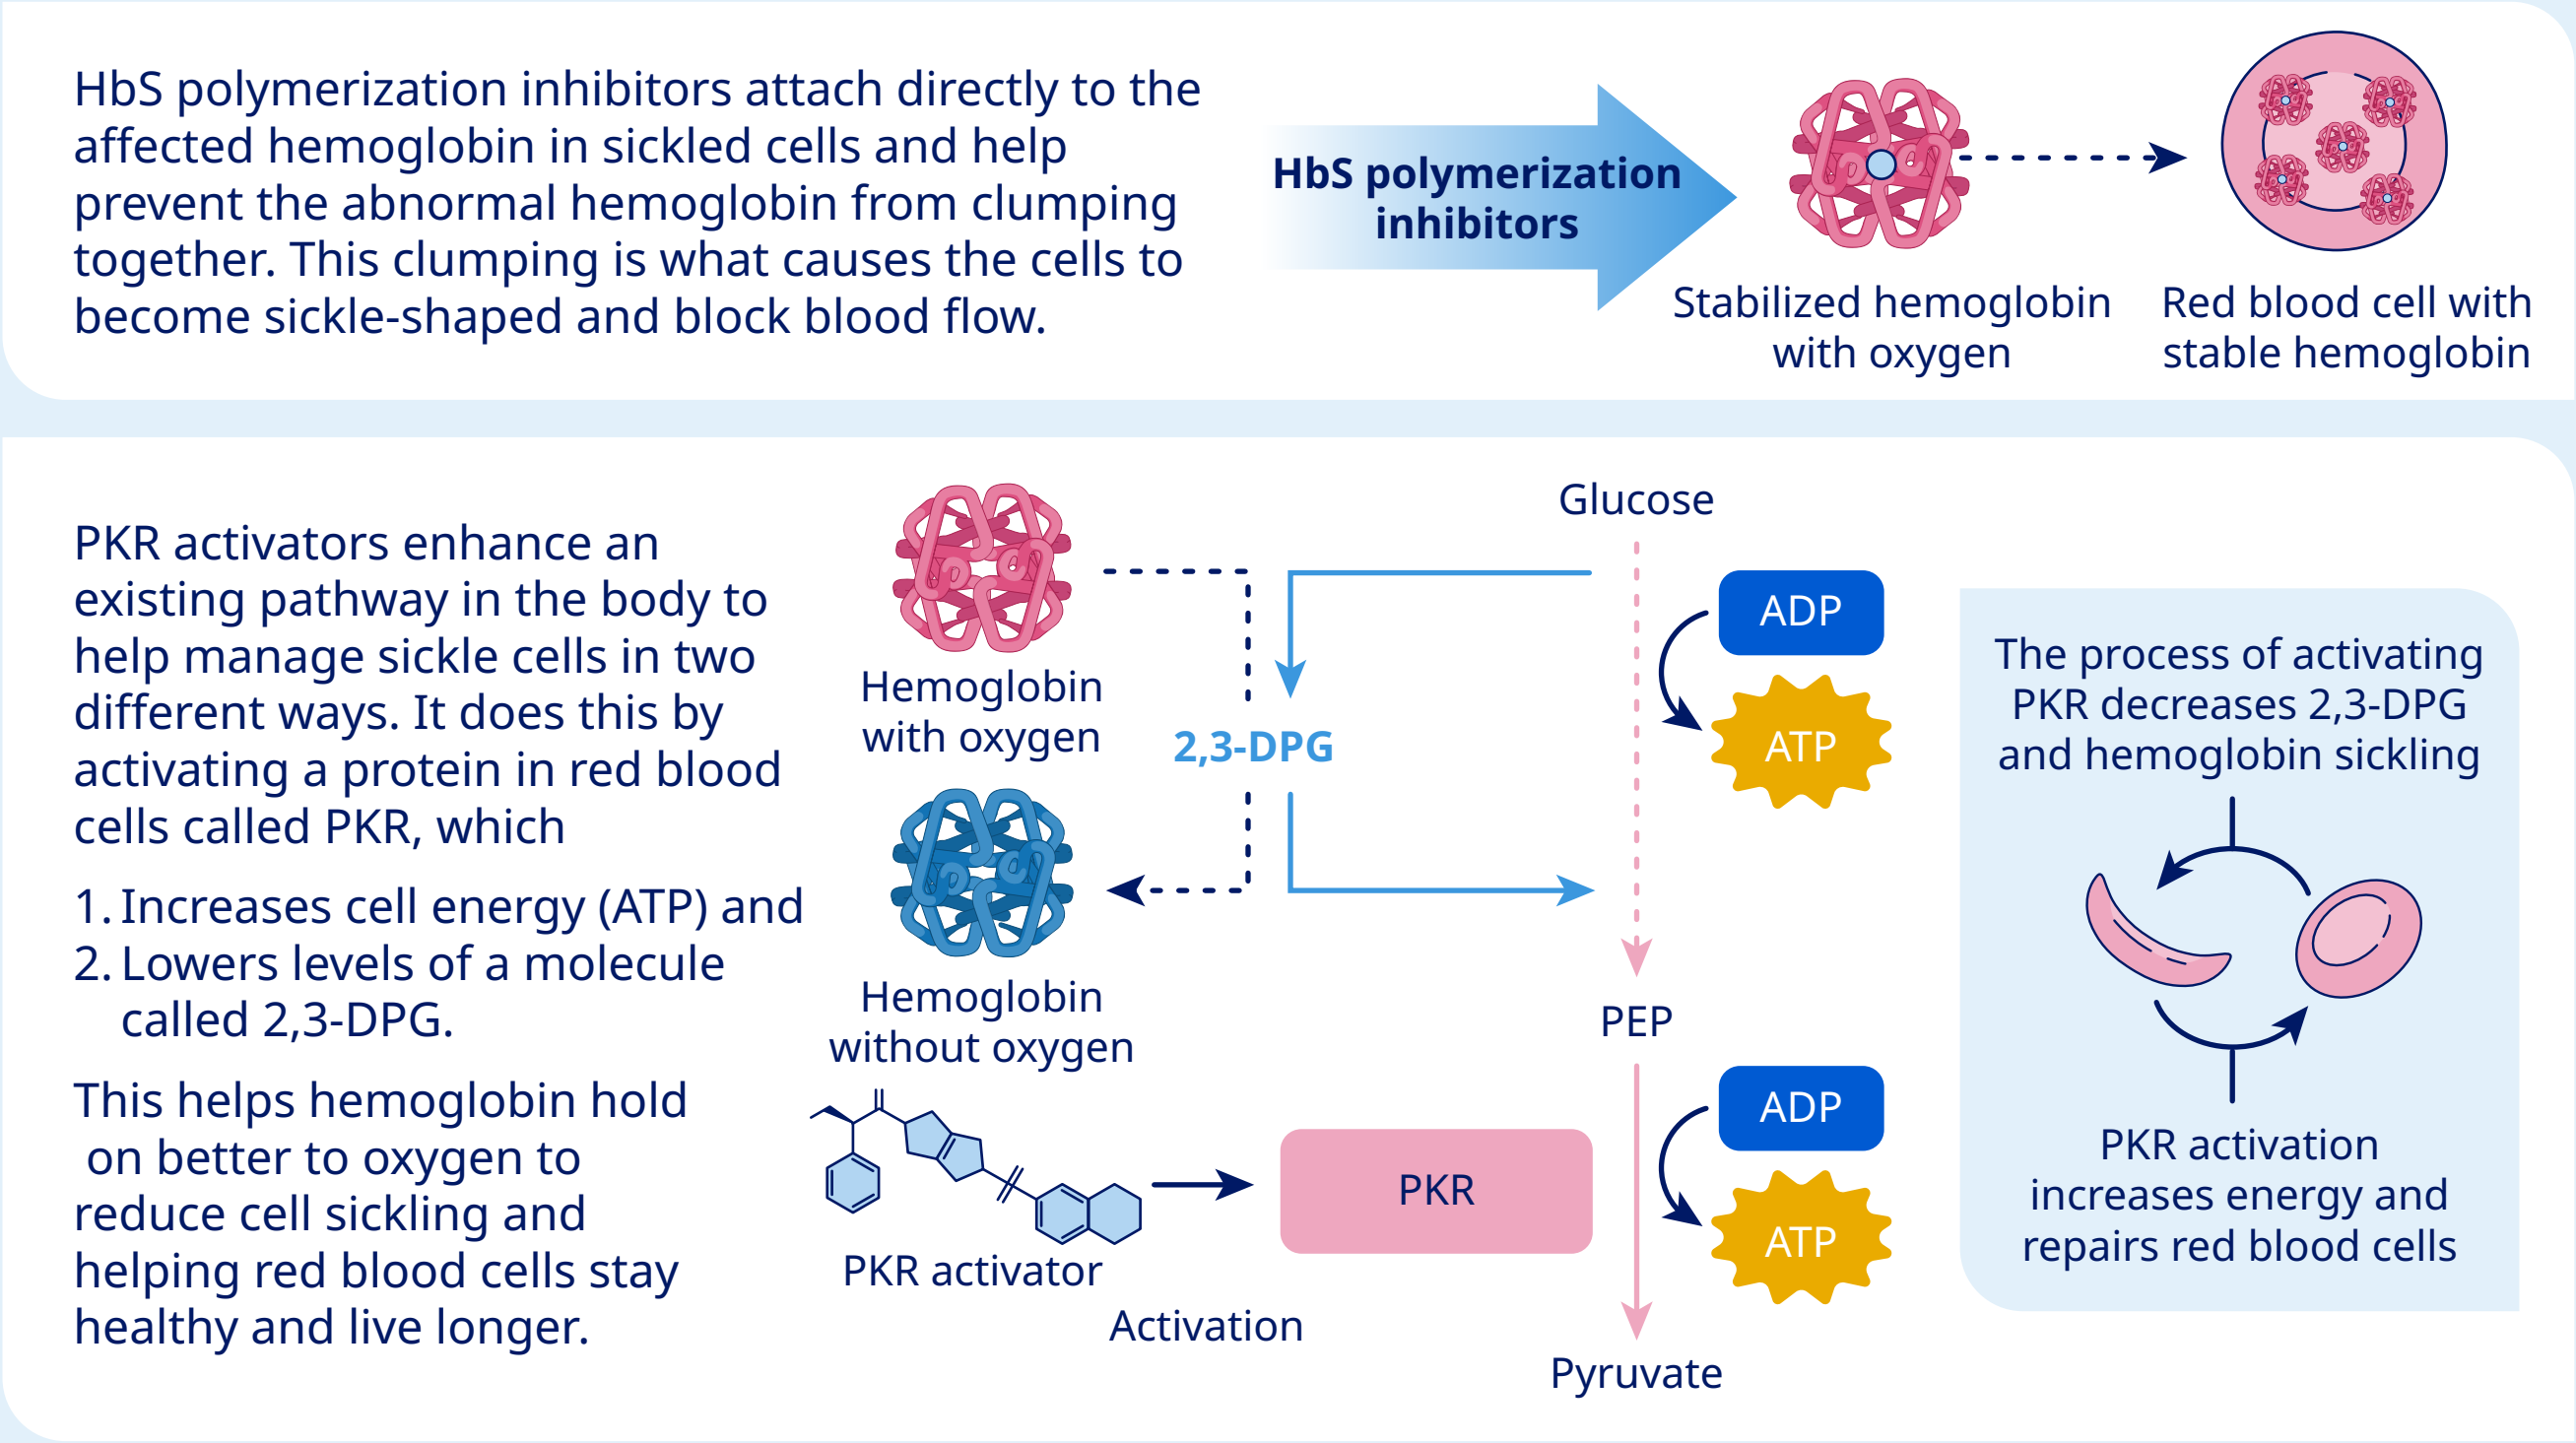 HbS polymerization inhibitors attach directly to the
affected hemoglobin in sickled cells and help
prevent the abnormal hemoglobin from clumping
together. This clumping is what causes the cells to
become sickle-shaped and block blood flow.
HbS polymerization
inhibitors
Stabilized hemoglobin
with oxygen
Red blood cell with
stable hemoglobin
PKR activators enhance an
existing pathway in the body to
help manage sickle cells in two
different ways. It does this by
activating a protein in red blood
cells called PKR, which
1. Increases cell energy (ATP) and
2. Lowers levels of a molecule
called 2,3-DPG.
This helps hemoglobin hold
on better to oxygen to
reduce cell sickling and
helping red blood cells stay
healthy and live longer.
Hemoglobin
with oxygen
2,3-DPG
Hemoglobin
without oxygen
PKR activator
Activation
PKR
Glucose
ADP
ATP
PEP
ADP
ATP
Pyruvate
The process of activating
PKR decreases 2,3-DPG
and hemoglobin sickling
PKR activation
increases energy and
repairs red blood cells